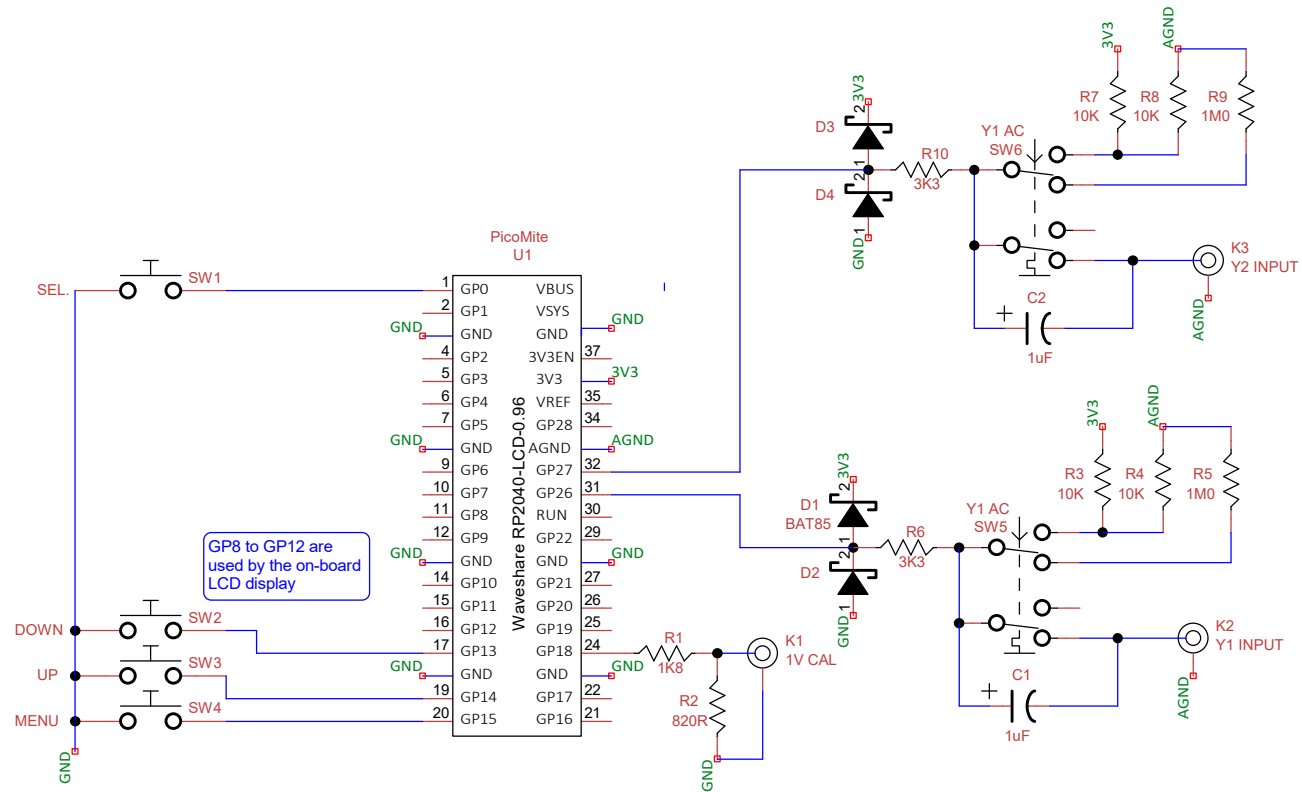 PicoMite
U1
SEL.
SW1
DOWN
SW2
UP
SW3
MENU
SW4
GND
GP8 to GP12 are
used by the on-board
LCD display
1 GP0
2 GP1
GND GND
4 GP2
5 GP3
6 GP4
7 GP5
GND GND
9 GP6
10 GP7
11 GP8
12 GP9
GND GND
14 GP10
15 GP11
16 GP12
17 GP13
GND GND
19 GP14
20 GP15
Waveshare RP2040-LCD-0.96
VBUS
VSYS
GND GND
3V3EN 37
3V3 3V3
VREF 35
GP28 34
AGND AGND
GP27 32
GP26 31
RUN 30
GP22 29
GND GND
GP21 27
GP20 26
GP19 25
GP18 24
GND GND
GP17 22
GP16 21
R1
1K8
R2
820R
GND
K1
1V CAL
3V3
2
D3
1
2
D4
1
GND
R10
3K3
Y1 AC
SW6
3V3
R7
10K
AGND
R8
10K
R9
1M0
K3
Y2 INPUT
AGND
C2
+
1uF
3V3
2
D1
BAT85
1
2
D2
1
GND
R6
3K3
Y1 AC
SW5
3V3
R3
10K
AGND
R4
10K
R5
1M0
K2
Y1 INPUT
AGND
C1
+
1uF